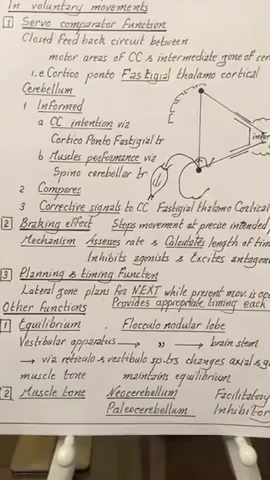 In voluntary movements
1 Servo comparator Function
Closed feed back circuit between
motor areas of CC & intermediate zone of cer
i.e Cortico ponto Fastigial thalamo cortical
Cerebellum
1 Informed
a CC intention via
Cortico Ponto Fastigial tr
b Muscles performance via
Spino cerebellar tr
inter
2 Compares
3 Corrective signals to CC Fastigial Thalamo Cortical
2 Braking effect Stops movement at precise intended
Mechanism Assesses rate & Calculates length of tim
Inhibits agonists & Excites antagon
3 Planning & timing Function
Lateral zone plans for NEXT while present mov. is oc
Provides appropriate timing each
Other functions
1 Equilibrium Flocculo nodular lobe
Vestibular apparatus → " → brain stem
→ via reticulo & vestibulo sp. trs changes axial &
muscle tone maintains equilibrium
2 Muscle tone Neocerebellum Facilitatory
Paleocerebellum Inhibitor